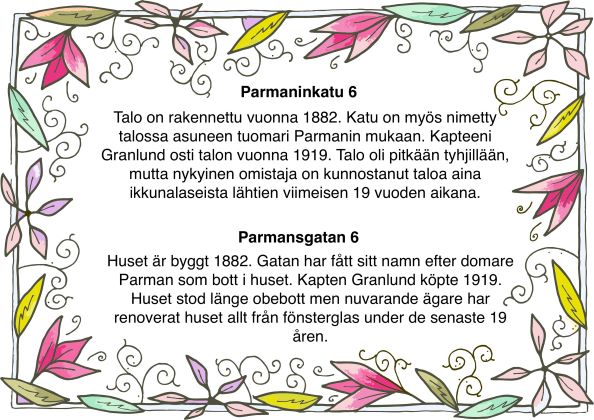 Parmaninkatu 6
Talo on rakennettu vuonna 1882. Katu on myös nimetty
talossa asuneen tuomari Parmanin mukaan. Kapteeni
Granlund osti talon vuonna 1919. Talo oli pitkään tyhjillään,
mutta nykyinen omistaja on kunnostanut taloa aina
ikkunalaseista lähtien viimeisen 19 vuoden aikana.
Parmansgatan 6
Huset är byggt 1882. Gatan har fått sitt namn efter domare
Parman som bott i huset. Kapten Granlund köpte 1919.
Huset stod länge obebott men nuvarande ägare har
renoverat huset allt från fönsterglas under de senaste 19
åren.